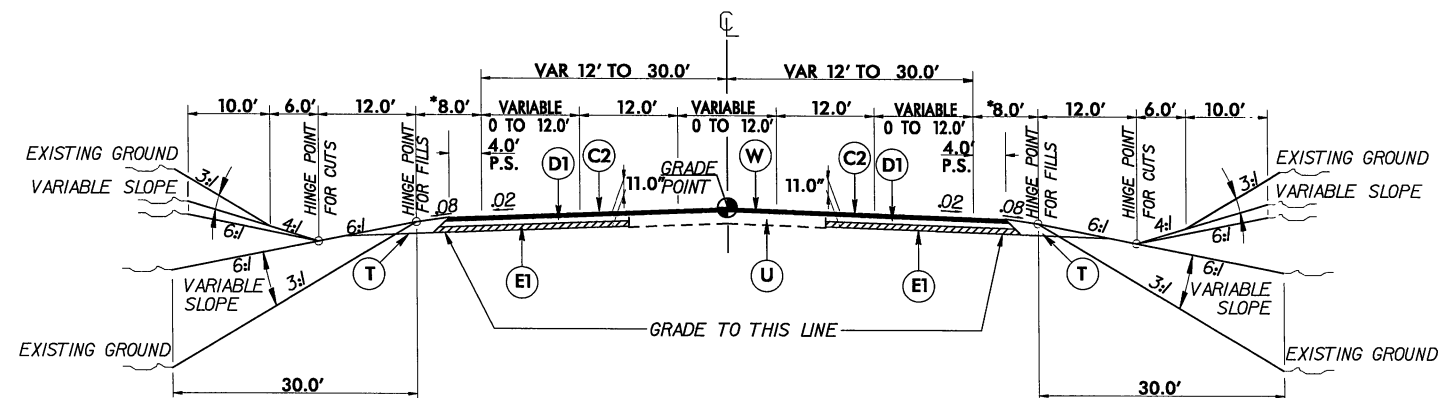 CL
VAR 12' TO 30.0' VAR 12' TO 30.0'
10.0' 6.0' 12.0' *8.0' VARIABLE 12.0' VARIABLE 12.0' VARIABLE *8.0' 12.0' 6.0' 10.0'
0 TO 12.0' 0 TO 12.0' 0 TO 12.0'
HINGE POINT
FOR CUTS
HINGE POINT
FOR FILLS
4.0'
P.S.
D1 C2
GRADE
POINT
W
C2 D1
4.0'
P.S.
HINGE POINT
FOR FILLS
HINGE POINT
FOR CUTS
EXISTING GROUND
VARIABLE SLOPE
EXISTING GROUND
VARIABLE SLOPE
11.0" 11.0"
3:1 4:1 6:1 6:1 .08 .02 .02 .08 6:1 4:1 3:1 6:1
6:1 3:1
VARIABLE
SLOPE
T E1 U E1 T
6:1 3:1
VARIABLE
SLOPE
GRADE TO THIS LINE
EXISTING GROUND EXISTING GROUND
30.0' 30.0'